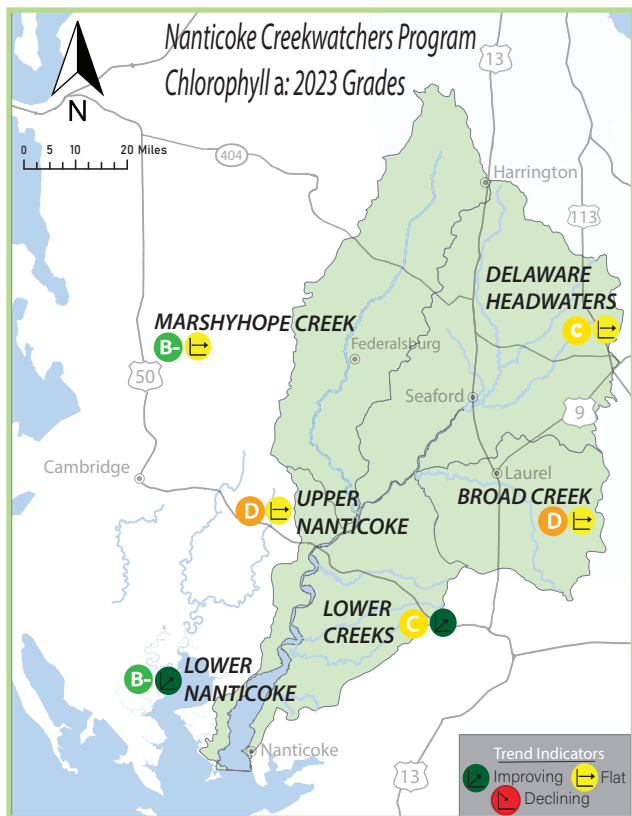 Nanticoke Creekwatchers Program
Chlorophyll a: 2023 Grades
N
0 5 10 20 Miles
13
404
Harrington
113
DELAWARE
HEADWATERS
C
MARSHYHOPE CREEK
B-
Federalsburg
50
Seaford
9
Cambridge
Laurel
UPPER
NANTICOKE
D
BROAD CREEK
D
LOWER
CREEKS
C
LOWER
NANTICOKE
B-
Nanticoke
13
Trend Indicators
Improving Flat
Declining